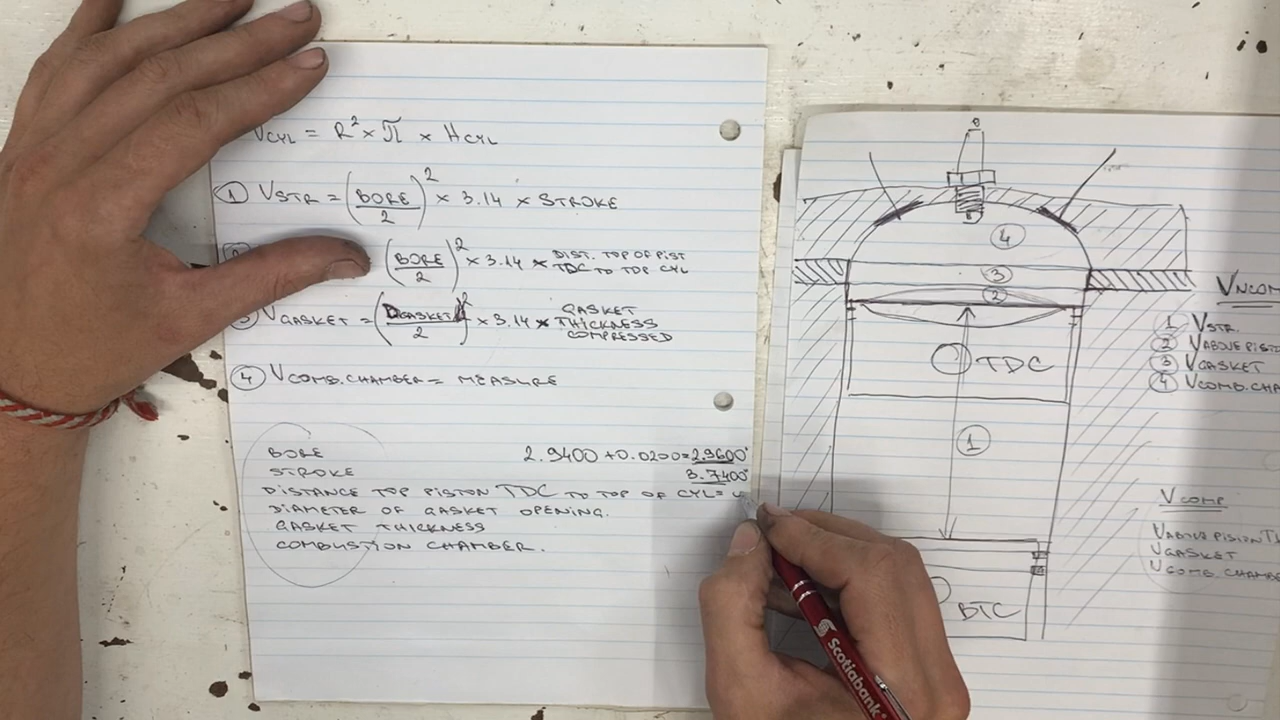 VCYL = R² × π × HCYL
① VSTR = (BORE/2)² × 3.14 × STROKE
(BORE/2)² × 3.14 × DIST. TOP OF PIST
TDC TO TOP CYL
③ VGASKET = (DGASKET/2)² × 3.14 × GASKET
THICKNESS
COMPRESSED
④ VCOMB.CHAMBER = MEASURE
BORE 2.9400 + 0.0200 = 2.9600"
STROKE 3.7400"
DISTANCE TOP PISTON TDC TO TOP OF CYL =
DIAMETER OF GASKET OPENING.
GASKET THICKNESS
COMBUSTION CHAMBER.
④
③
②
TDC
①
BTC
VNCOM
① VSTR.
② VABOVE PISTO
③ VGASKET
④ VCOMB.CHA
VCOMP
VABOVE PISTON T
VGASKET
VCOMB. CHAMBE
Scotiabank